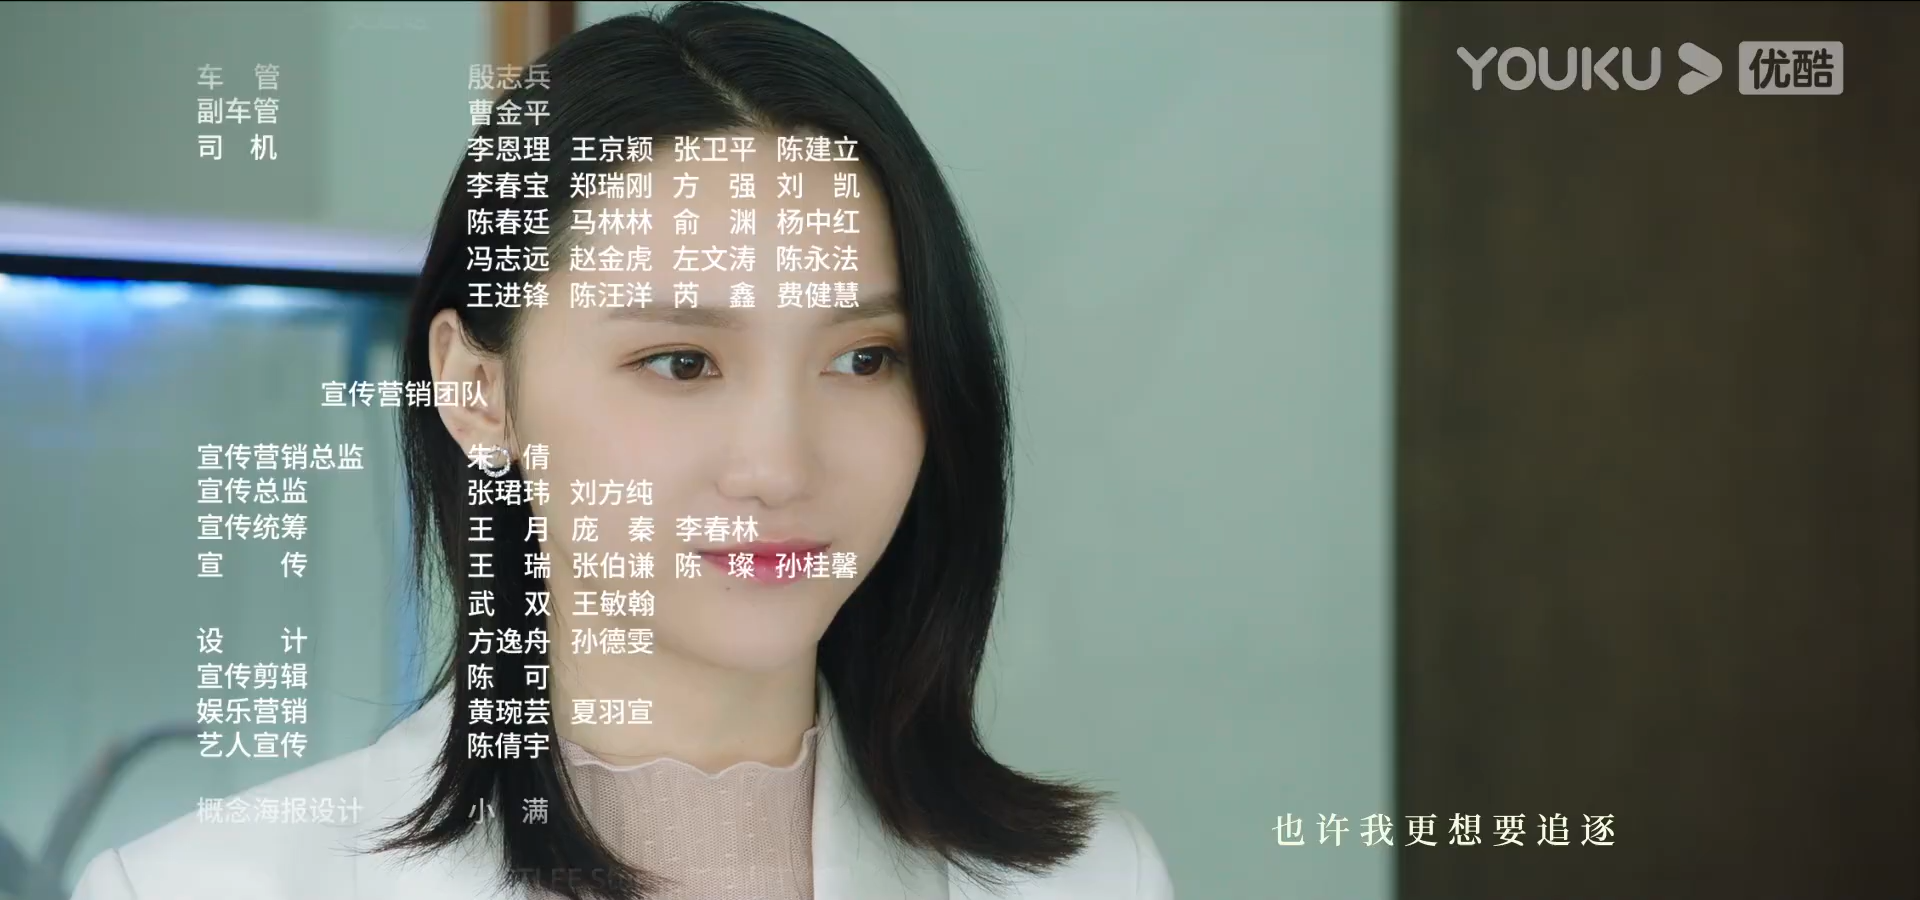 YOUKU 优酷
车 管 殷志兵
副车管 曹金平
司 机 李恩理 王京颖 张卫平 陈建立
李春宝 郑瑞刚 方 强 刘 凯
陈春廷 马林林 俞 渊 杨中红
冯志远 赵金虎 左文涛 陈永法
王进锋 陈汪洋 芮 鑫 费健慧
宣传营销团队
宣传营销总监 朱 倩
宣传总监 张珺玮 刘方纯
宣传统筹 王 月 庞 秦 李春林
宣 传 王 瑞 张伯谦 陈 璨 孙桂馨
武 双 王敏翰
设 计 方逸舟 孙德雯
宣传剪辑 陈 可
娱乐营销 黄琬芸 夏羽宣
艺人宣传 陈倩宇
概念海报设计 小 满
也许我更想要追逐